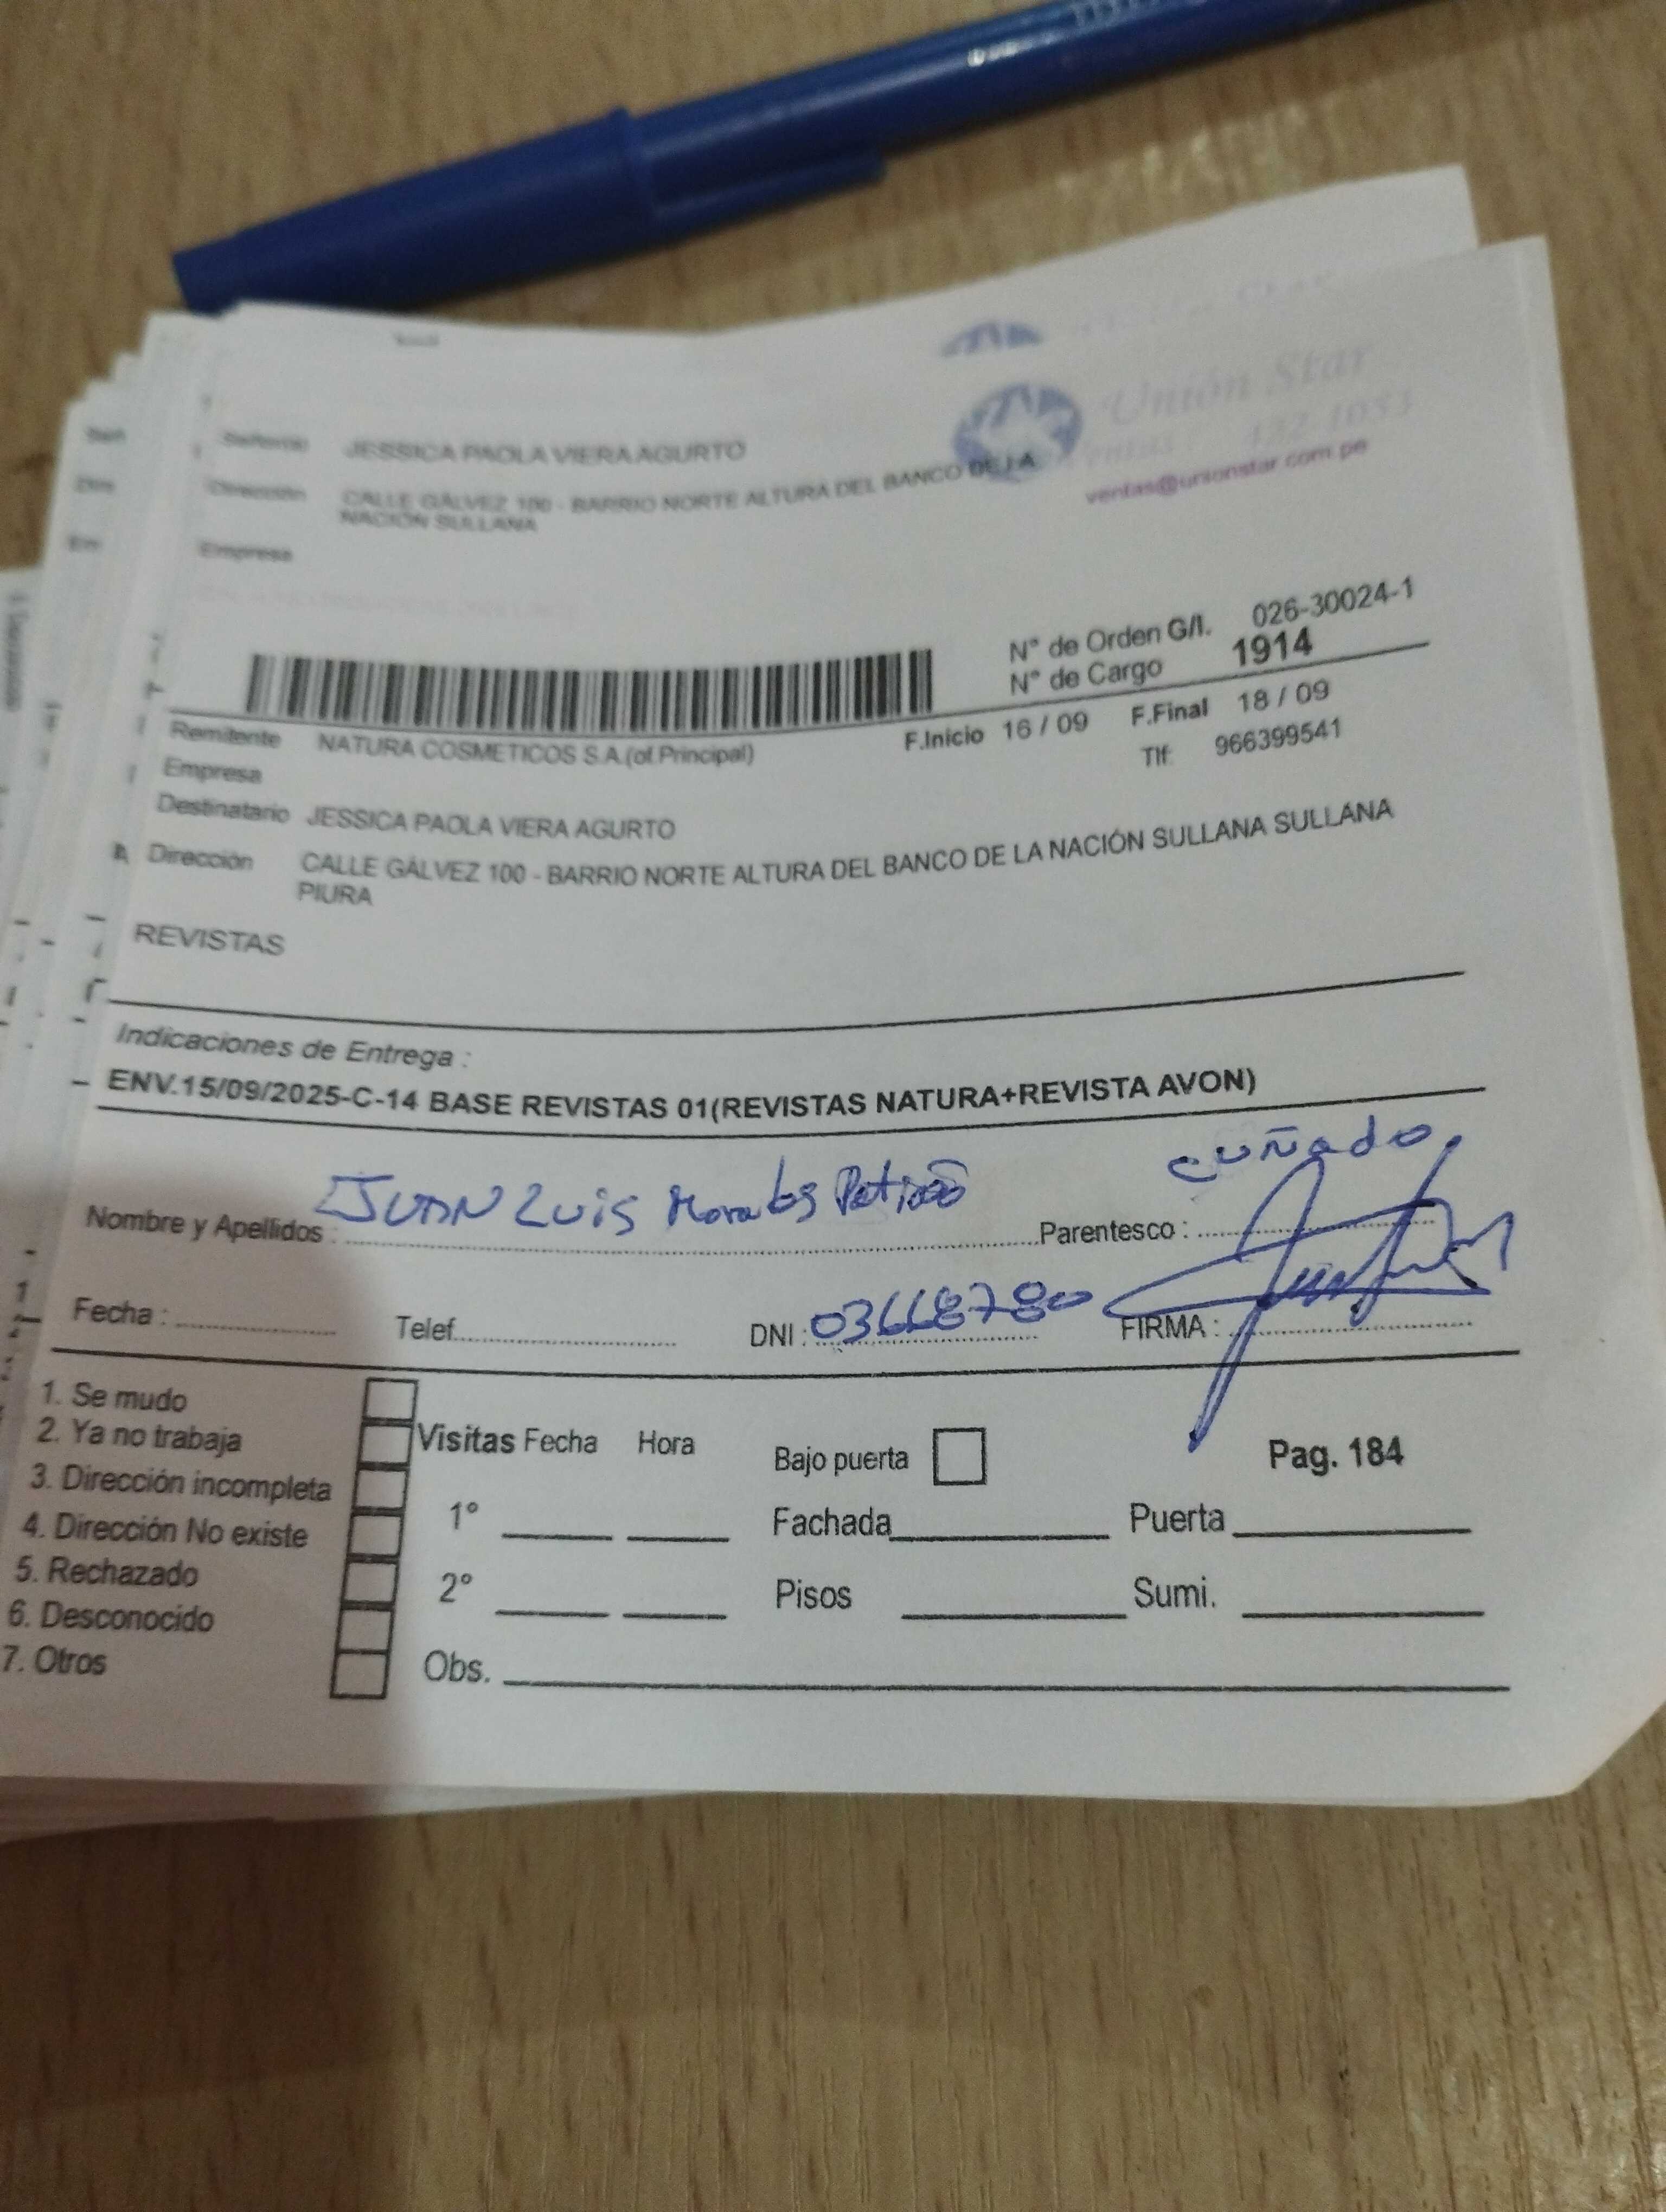 Unión Star
Ventas : 432-1053
ventas@unionstar.com.pe
Señor(a) JESSICA PAOLA VIERA AGURTO
Dirección CALLE GÁLVEZ 100 - BARRIO NORTE ALTURA DEL BANCO DE LA
NACIÓN SULLANA
Empresa
N° de Orden G/I. 026-30024-1
N° de Cargo 1914
Remitente NATURA COSMETICOS S.A.(of.Principal) F.Inicio 16 / 09 F.Final 18 / 09
Empresa Tlf: 966399541
Destinatario JESSICA PAOLA VIERA AGURTO
Dirección CALLE GÁLVEZ 100 - BARRIO NORTE ALTURA DEL BANCO DE LA NACIÓN SULLANA SULLANA
PIURA
REVISTAS
Indicaciones de Entrega :
ENV.15/09/2025-C-14 BASE REVISTAS 01(REVISTAS NATURA+REVISTA AVON)
Nombre y Apellidos : JUAN Luis Morales Parentesco : cuñado
Fecha : Telef. DNI : 03668780 FIRMA :
1. Se mudo
2. Ya no trabaja
3. Dirección incompleta
4. Dirección No existe
5. Rechazado
6. Desconocido
7. Otros
Visitas Fecha Hora Bajo puerta Pag. 184
1° Fachada Puerta
2° Pisos Sumi.
Obs.